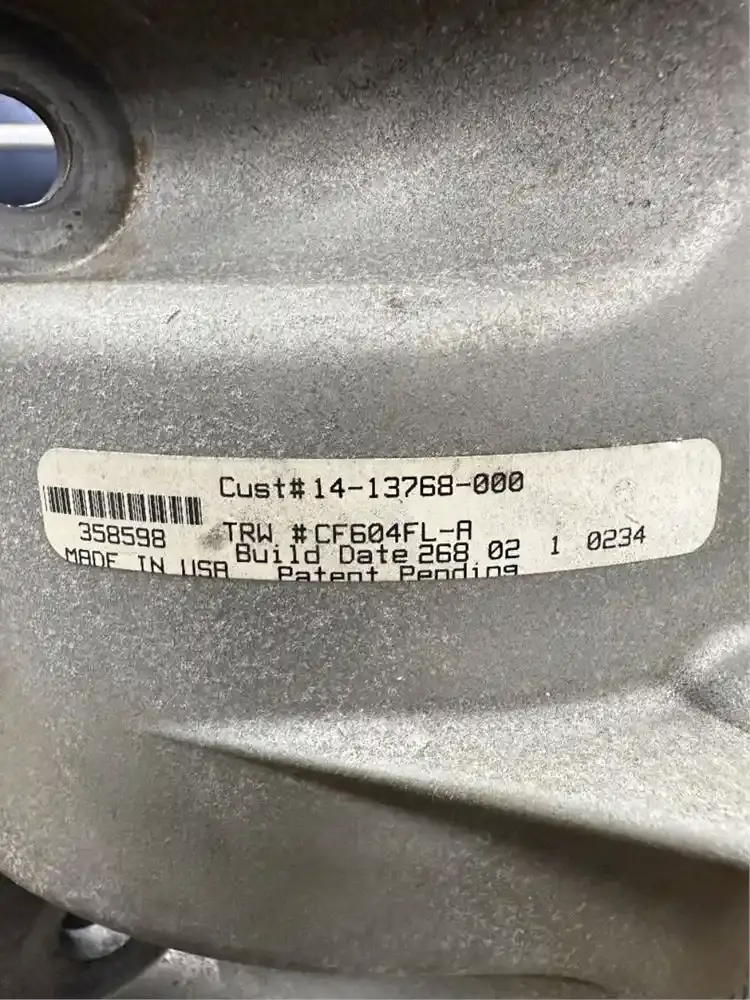 Cust# 14-13768-000
358598 TRW #CF604FL-A
MADE IN USA Build Date 268 02 1 0234
Patent Pending